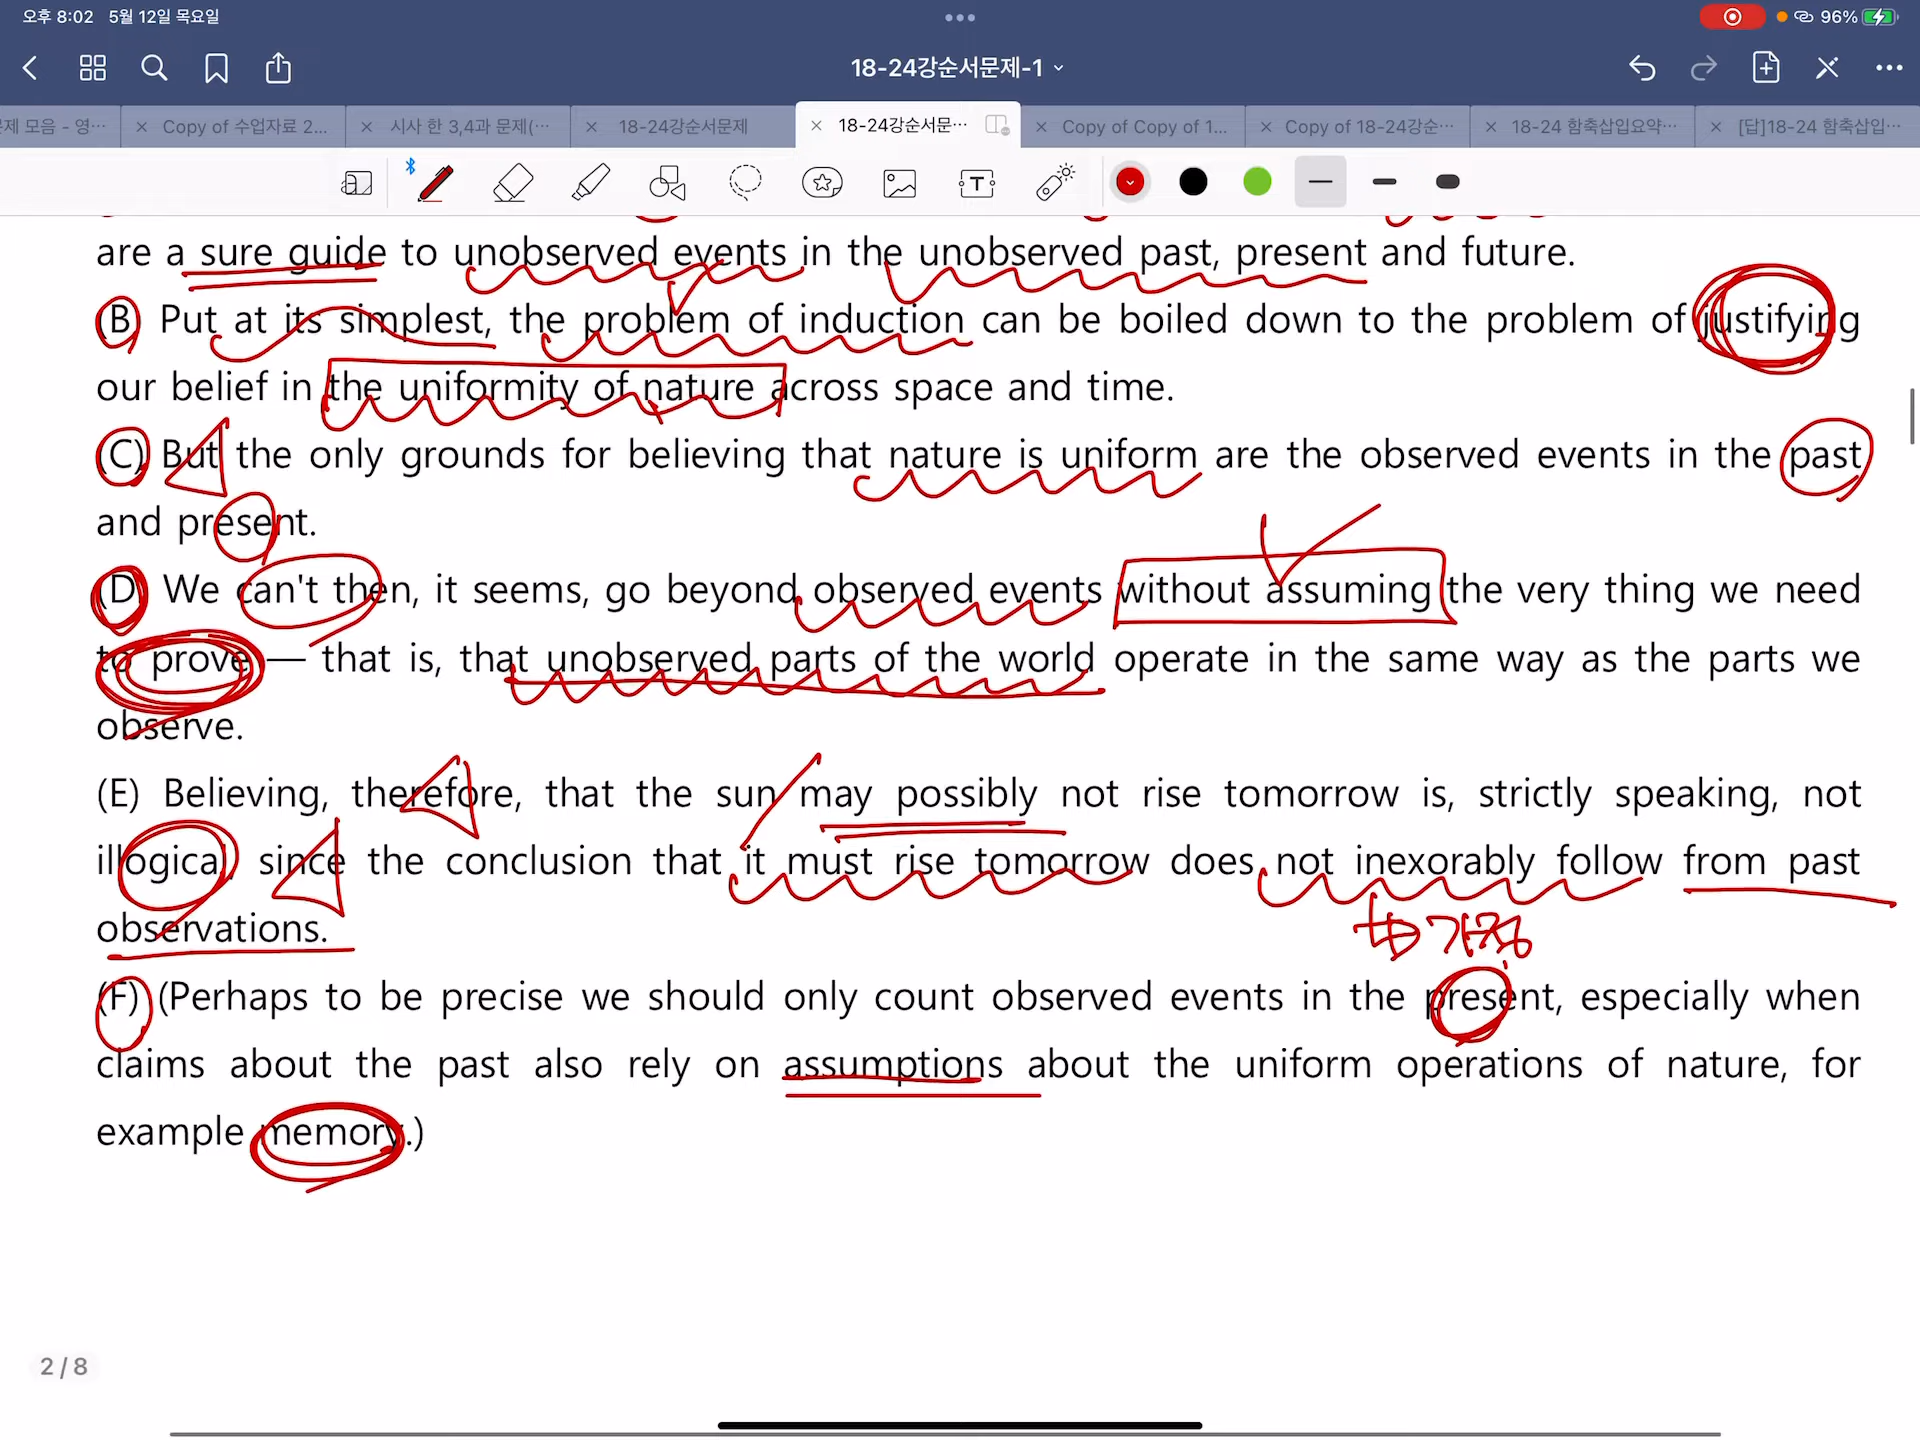 오후 8:02 5월 12일 목요일
96%
18-24강순서문제-1
문제 모음 - 영…
Copy of 수업자료 2...
시사 한 3,4과 문제(…
18-24강순서문제
18-24강순서문…
Copy of Copy of 1...
Copy of 18-24강순…
18-24 함축삽입요약…
[답]18-24 함축삽입…
are a sure guide to unobserved events in the unobserved past, present and future.
(B) Put at its simplest, the problem of induction can be boiled down to the problem of justifying
our belief in the uniformity of nature across space and time.
(C) But the only grounds for believing that nature is uniform are the observed events in the past
and present.
(D) We can't then, it seems, go beyond observed events without assuming the very thing we need
to prove — that is, that unobserved parts of the world operate in the same way as the parts we
observe.
(E) Believing, therefore, that the sun may possibly not rise tomorrow is, strictly speaking, not
illogical, since the conclusion that it must rise tomorrow does not inexorably follow from past
observations.
가정
(F) (Perhaps to be precise we should only count observed events in the present, especially when
claims about the past also rely on assumptions about the uniform operations of nature, for
example memory.)
2 / 8